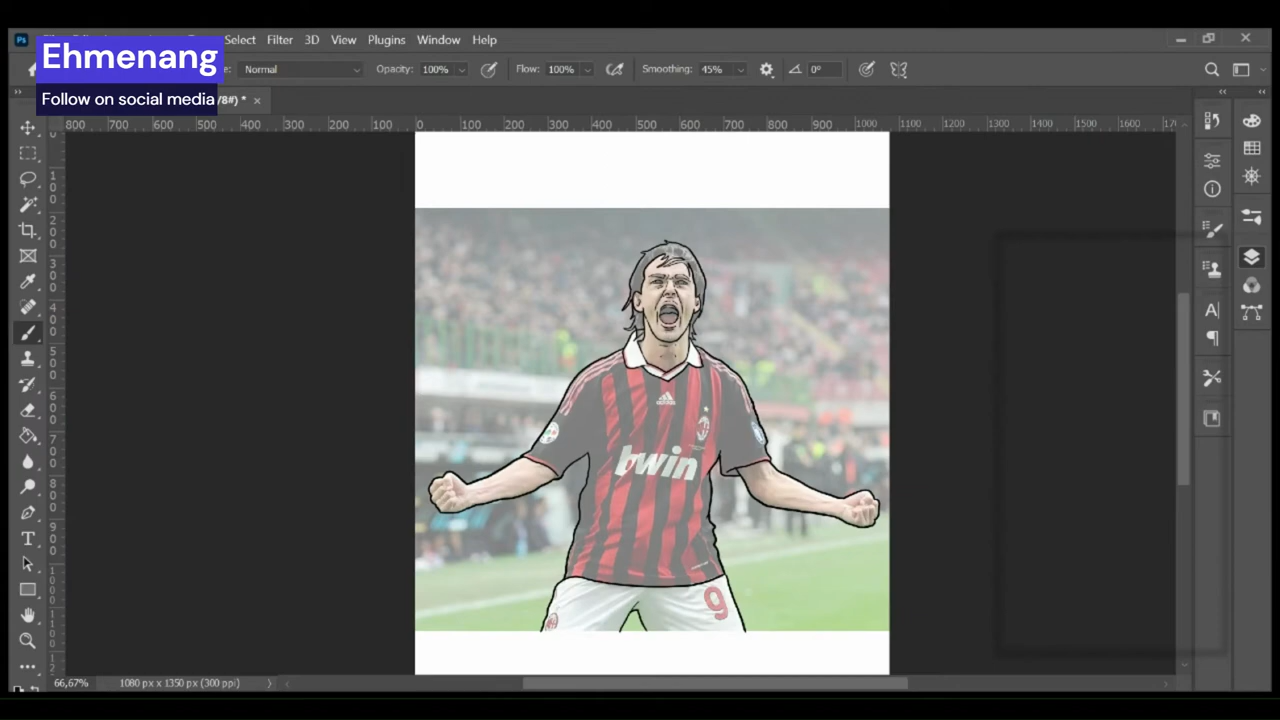 Ehmenang
Follow on social media
Select Filter 3D View Plugins Window Help
Normal Opacity: 100% Flow: 100% Smoothing: 45% 0°
/8#) *
800 700 600 500 400 300 200 100 0 100 200 300 400 500 600 700 800 900 1000 1100 1200 1300 1400 1500 1600
adidas
bwin
9
66,67% 1080 px x 1350 px (300 ppi)